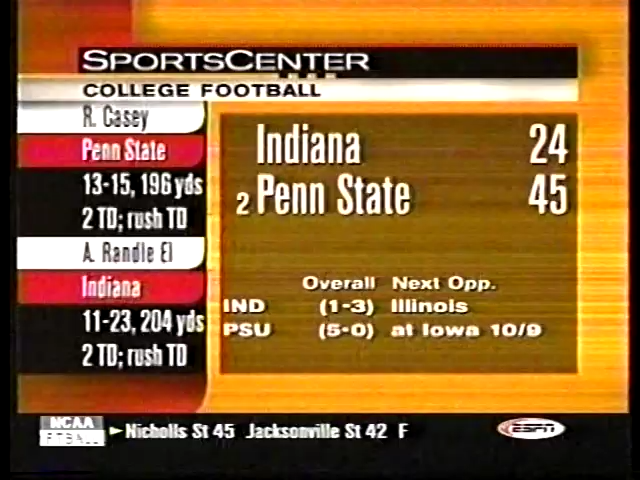 SPORTSCENTER
COLLEGE FOOTBALL
R. Casey
Penn State
13-15, 196 yds
2 TD; rush TD
A. Randle El
Indiana
11-23, 204 yds
2 TD; rush TD
Indiana 24
2 Penn State 45
Overall Next Opp.
IND (1-3) Illinois
PSU (5-0) at Iowa 10/9
NCAA
FTBALL
Nicholls St 45 Jacksonville St 42 F
ESPN